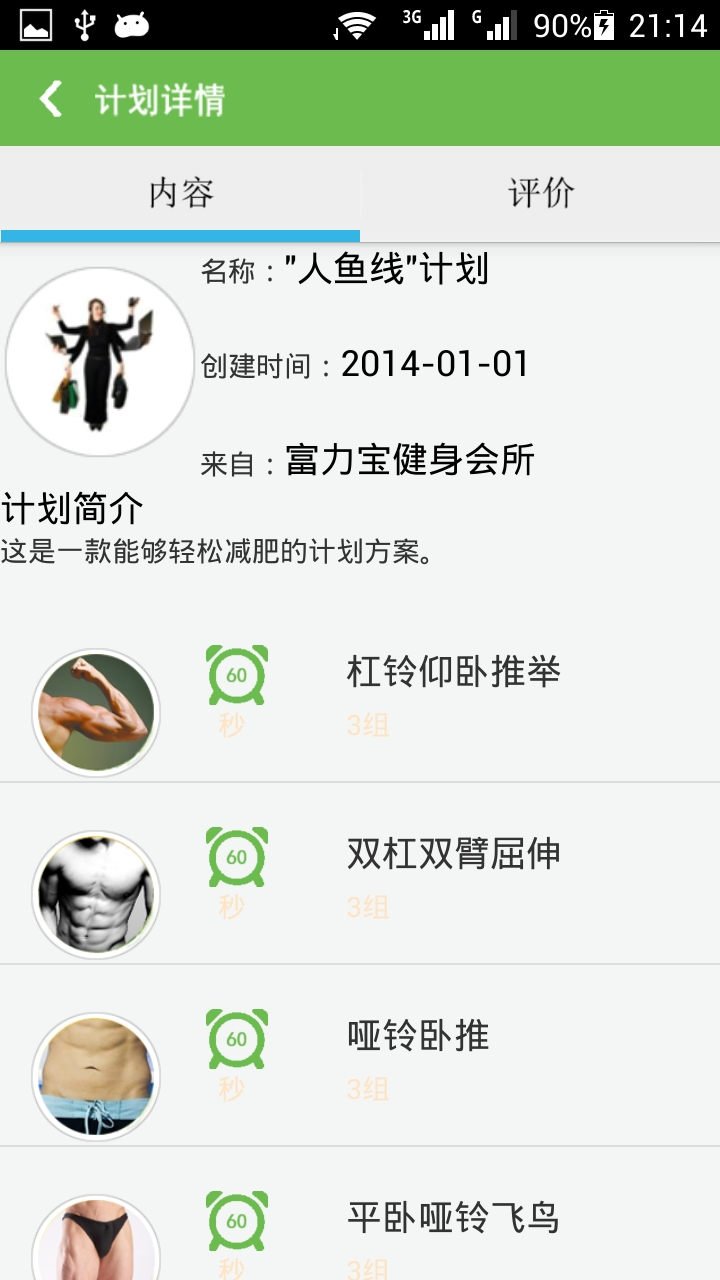 3G G 90% 21:14
计划详情
内容 评价
名称："人鱼线"计划
创建时间：2014-01-01
来自：富力宝健身会所
计划简介
这是一款能够轻松减肥的计划方案。
60 杠铃仰卧推举
秒 3组
60 双杠双臂屈伸
秒 3组
60 哑铃卧推
秒 3组
60 平卧哑铃飞鸟
秒 3组